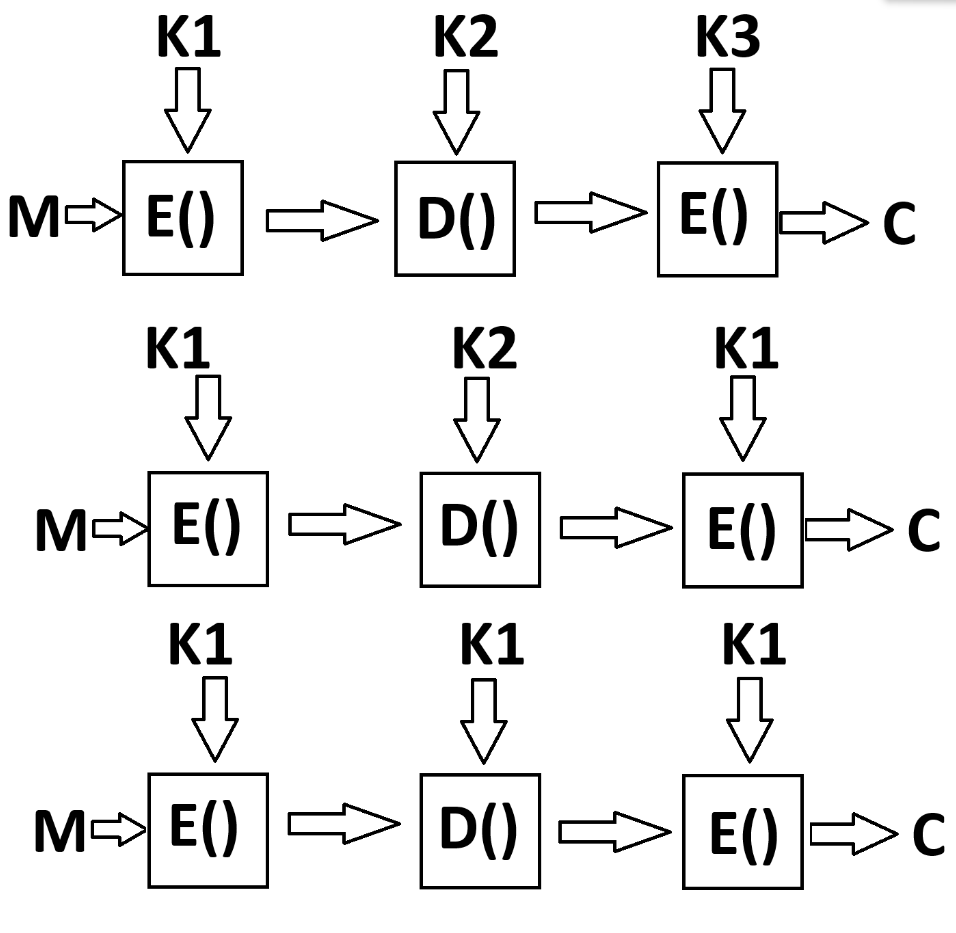 K1 K2 K3
M E() D() E() C
K1 K2 K1
M E() D() E() C
K1 K1 K1
M E() D() E() C